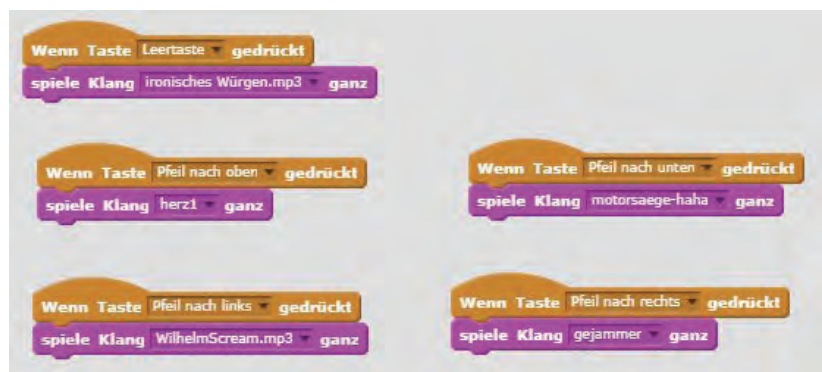 Wenn Taste Leertaste gedrückt
spiele Klang ironisches Würgen.mp3 ganz
Wenn Taste Pfeil nach oben gedrückt
spiele Klang herz1 ganz
Wenn Taste Pfeil nach unten gedrückt
spiele Klang motorsaege-haha ganz
Wenn Taste Pfeil nach links gedrückt
spiele Klang WilhelmScream.mp3 ganz
Wenn Taste Pfeil nach rechts gedrückt
spiele Klang gejammer ganz